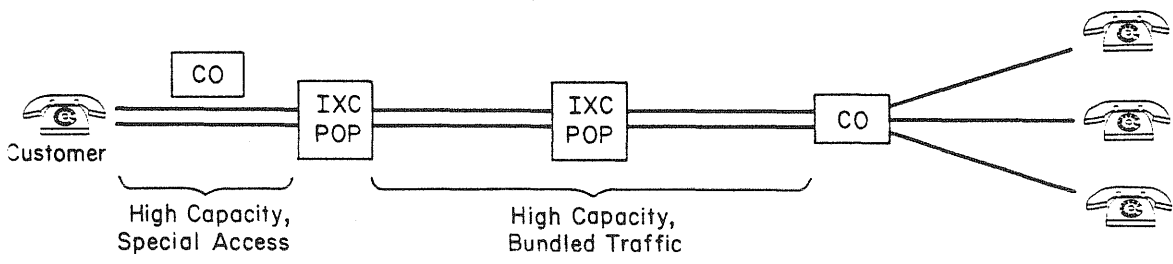 CO
IXC
POP
IXC
POP
CO
Customer
High Capacity,
Special Access
High Capacity,
Bundled Traffic